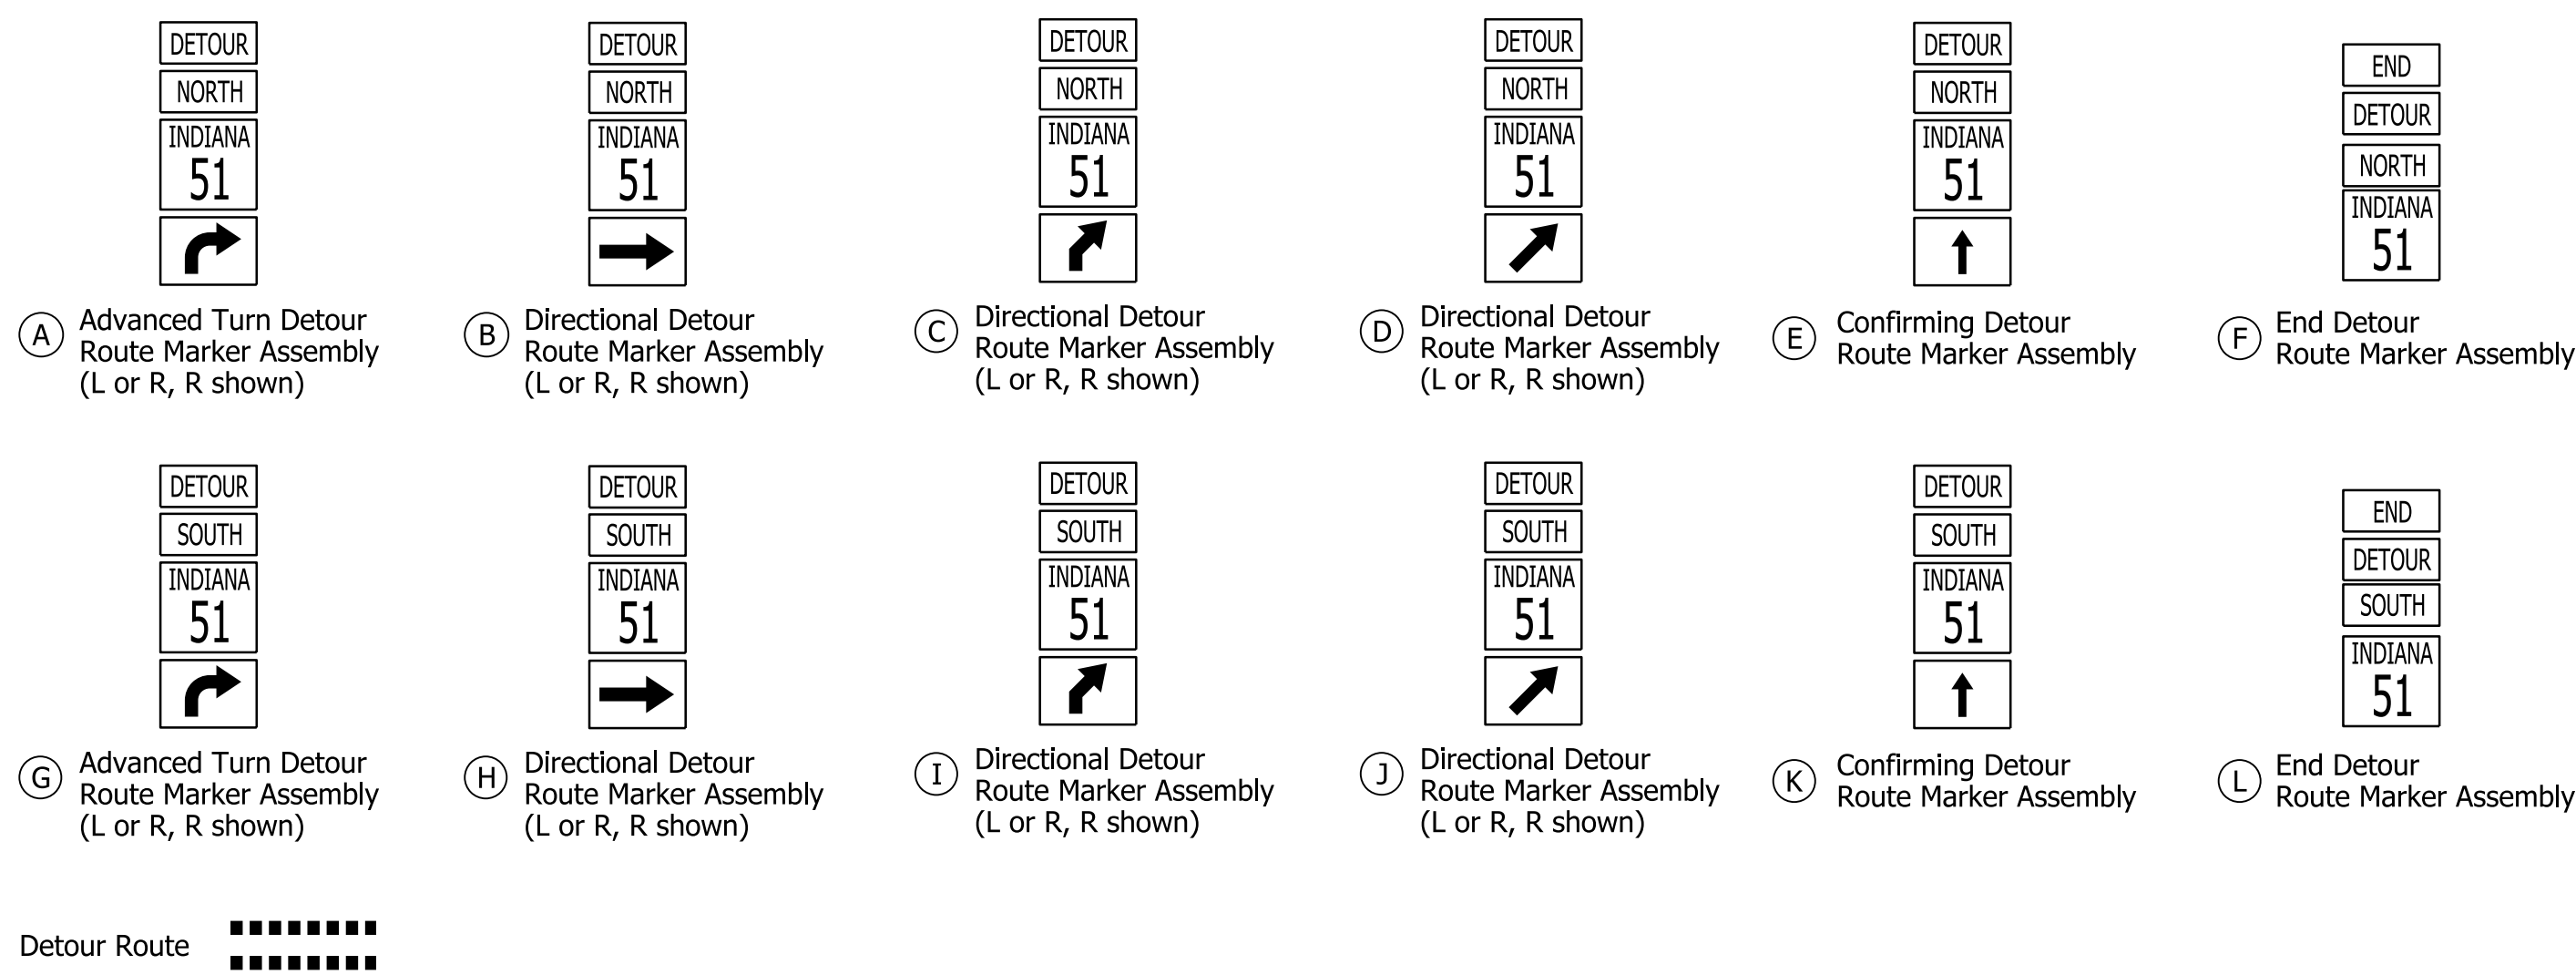 DETOUR
NORTH
INDIANA
51
A
Advanced Turn Detour
Route Marker Assembly
(L or R, R shown)
DETOUR
NORTH
INDIANA
51
B
Directional Detour
Route Marker Assembly
(L or R, R shown)
DETOUR
NORTH
INDIANA
51
C
Directional Detour
Route Marker Assembly
(L or R, R shown)
DETOUR
NORTH
INDIANA
51
D
Directional Detour
Route Marker Assembly
(L or R, R shown)
DETOUR
NORTH
INDIANA
51
E
Confirming Detour
Route Marker Assembly
END
DETOUR
NORTH
INDIANA
51
F
End Detour
Route Marker Assembly
DETOUR
SOUTH
INDIANA
51
G
Advanced Turn Detour
Route Marker Assembly
(L or R, R shown)
DETOUR
SOUTH
INDIANA
51
H
Directional Detour
Route Marker Assembly
(L or R, R shown)
DETOUR
SOUTH
INDIANA
51
I
Directional Detour
Route Marker Assembly
(L or R, R shown)
DETOUR
SOUTH
INDIANA
51
J
Directional Detour
Route Marker Assembly
(L or R, R shown)
DETOUR
SOUTH
INDIANA
51
K
Confirming Detour
Route Marker Assembly
END
DETOUR
SOUTH
INDIANA
51
L
End Detour
Route Marker Assembly
Detour Route